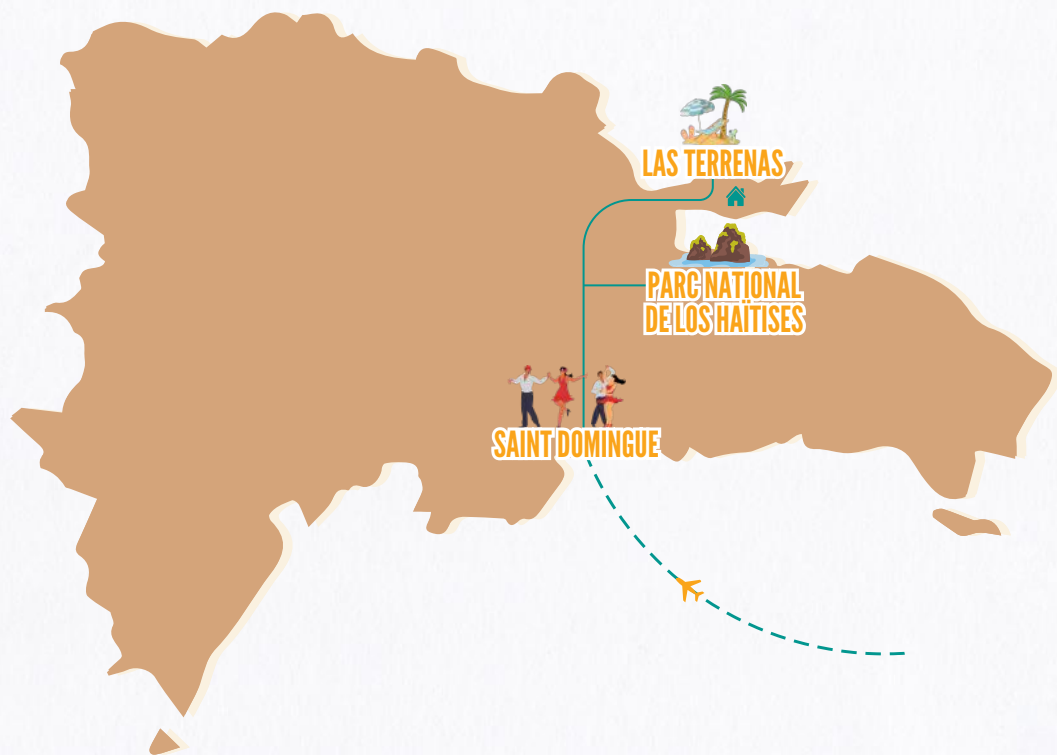 LAS TERRENAS
PARC NATIONAL
DE LOS HAÏTISES
SAINT DOMINGUE